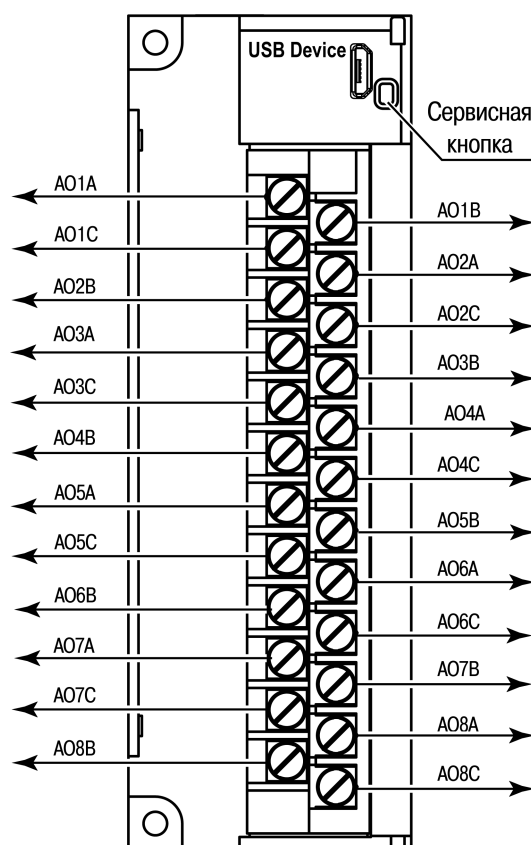 USB Device
Сервисная
кнопка
AO1A
AO1B
AO1C
AO2A
AO2B
AO2C
AO3A
AO3B
AO3C
AO4A
AO4B
AO4C
AO5A
AO5B
AO5C
AO6A
AO6B
AO6C
AO7A
AO7B
AO7C
AO8A
AO8B
AO8C